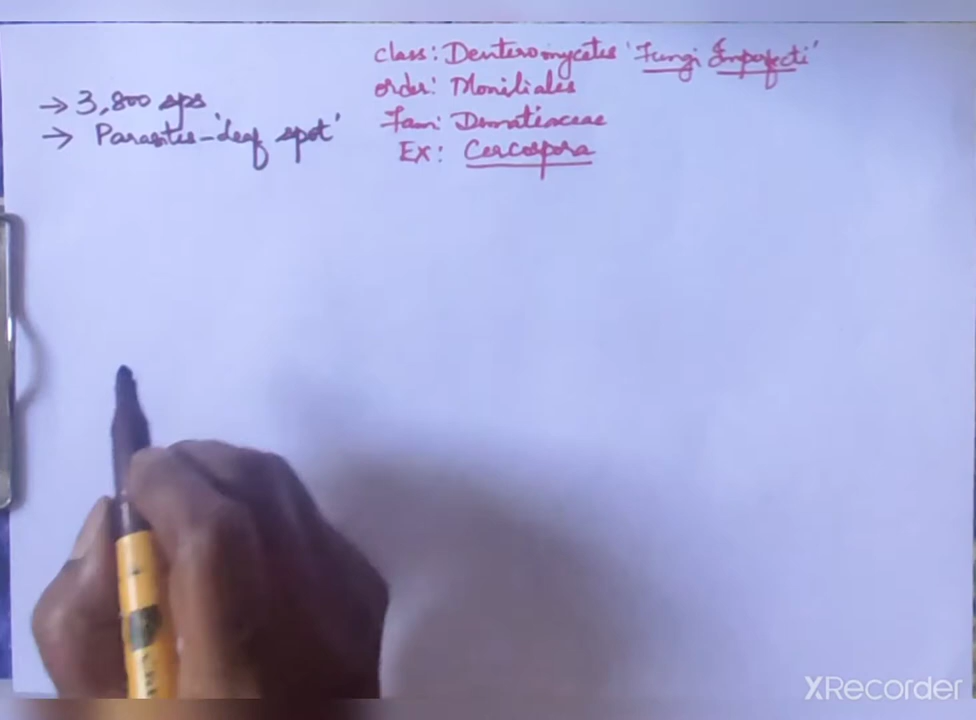 class: Deuteromycetes 'Fungi Imperfecti'
order: Moniliales
Fam: Dematiaceae
Ex: Cercospora
→ 3,800 sps
→ Parasites - 'leaf spot'
XRecorder